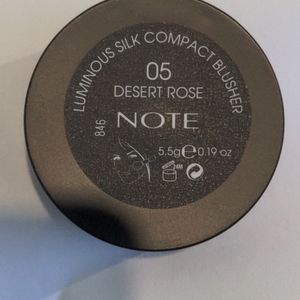 LUMINOUS SILK COMPACT BLUSHER
05
DESERT ROSE
NOTE
846
5.5g ℮ 0.19 oz